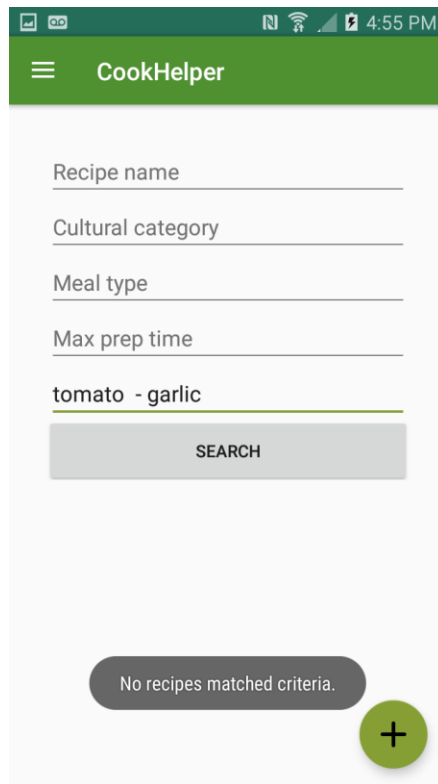 4:55 PM
CookHelper
Recipe name
Cultural category
Meal type
Max prep time
tomato  - garlic
SEARCH
No recipes matched criteria.